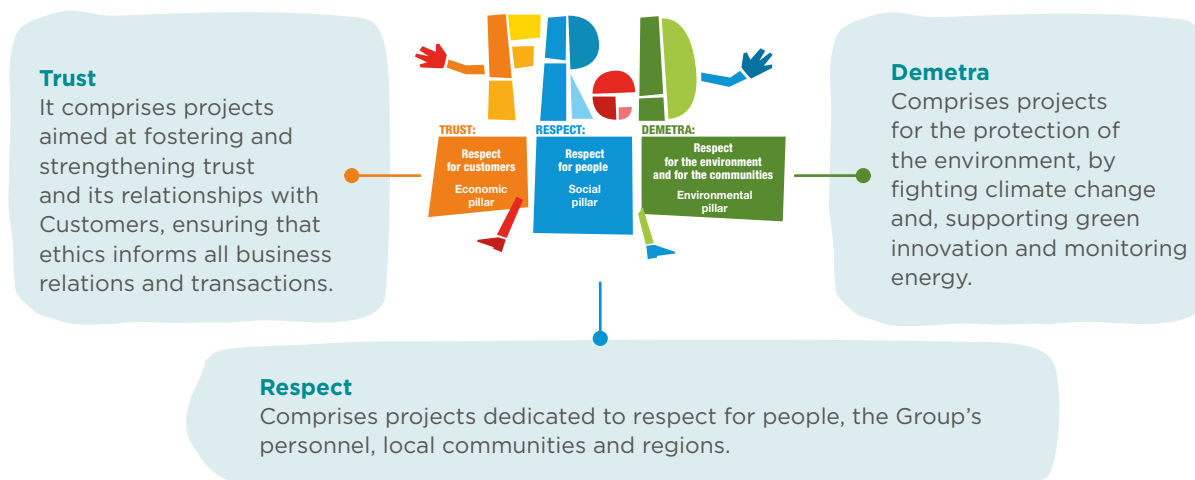 FReD
Trust
It comprises projects
aimed at fostering and
strengthening trust
and its relationships with
Customers, ensuring that
ethics informs all business
relations and transactions.
TRUST:
Respect
for customers
Economic
pillar
RESPECT:
Respect
for people
Social
pillar
DEMETRA:
Respect
for the environment
and for the communities
Environmental
pillar
Demetra
Comprises projects
for the protection of
the environment, by
fighting climate change
and, supporting green
innovation and monitoring
energy.
Respect
Comprises projects dedicated to respect for people, the Group’s
personnel, local communities and regions.